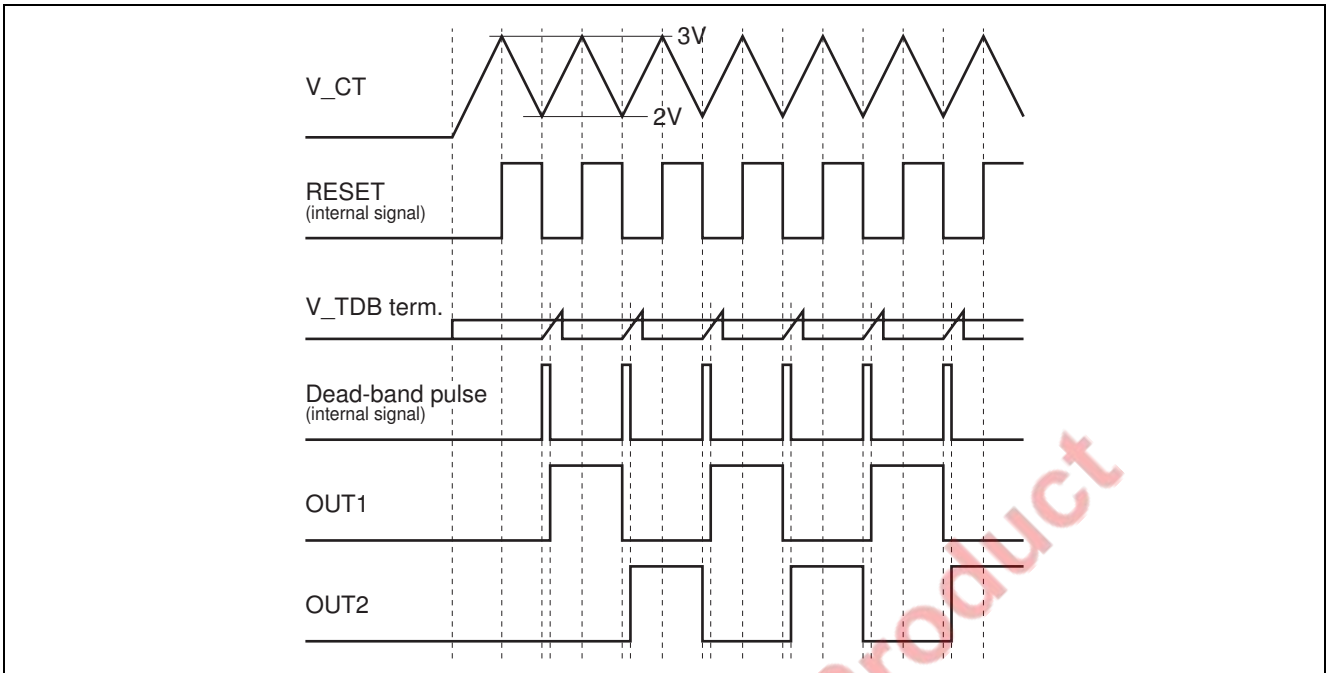 3V
V_CT
2V
RESET
(internal signal)
V_TDB term.
Dead-band pulse
(internal signal)
OUT1
OUT2